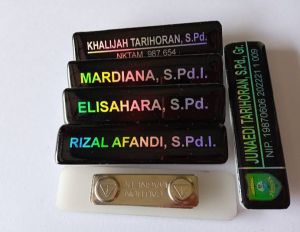 KHALIJAH TARIHORAN, S.Pd.
NKTAM. 987 654
MARDIANA, S.Pd.I.
ELISAHARA, S.Pd.
RIZAL AFANDI, S.Pd.I.
JUNAEDI TARIHORAN, S.Pd, Gr.
NIP. 19870606 202221 1 009
CAUTION